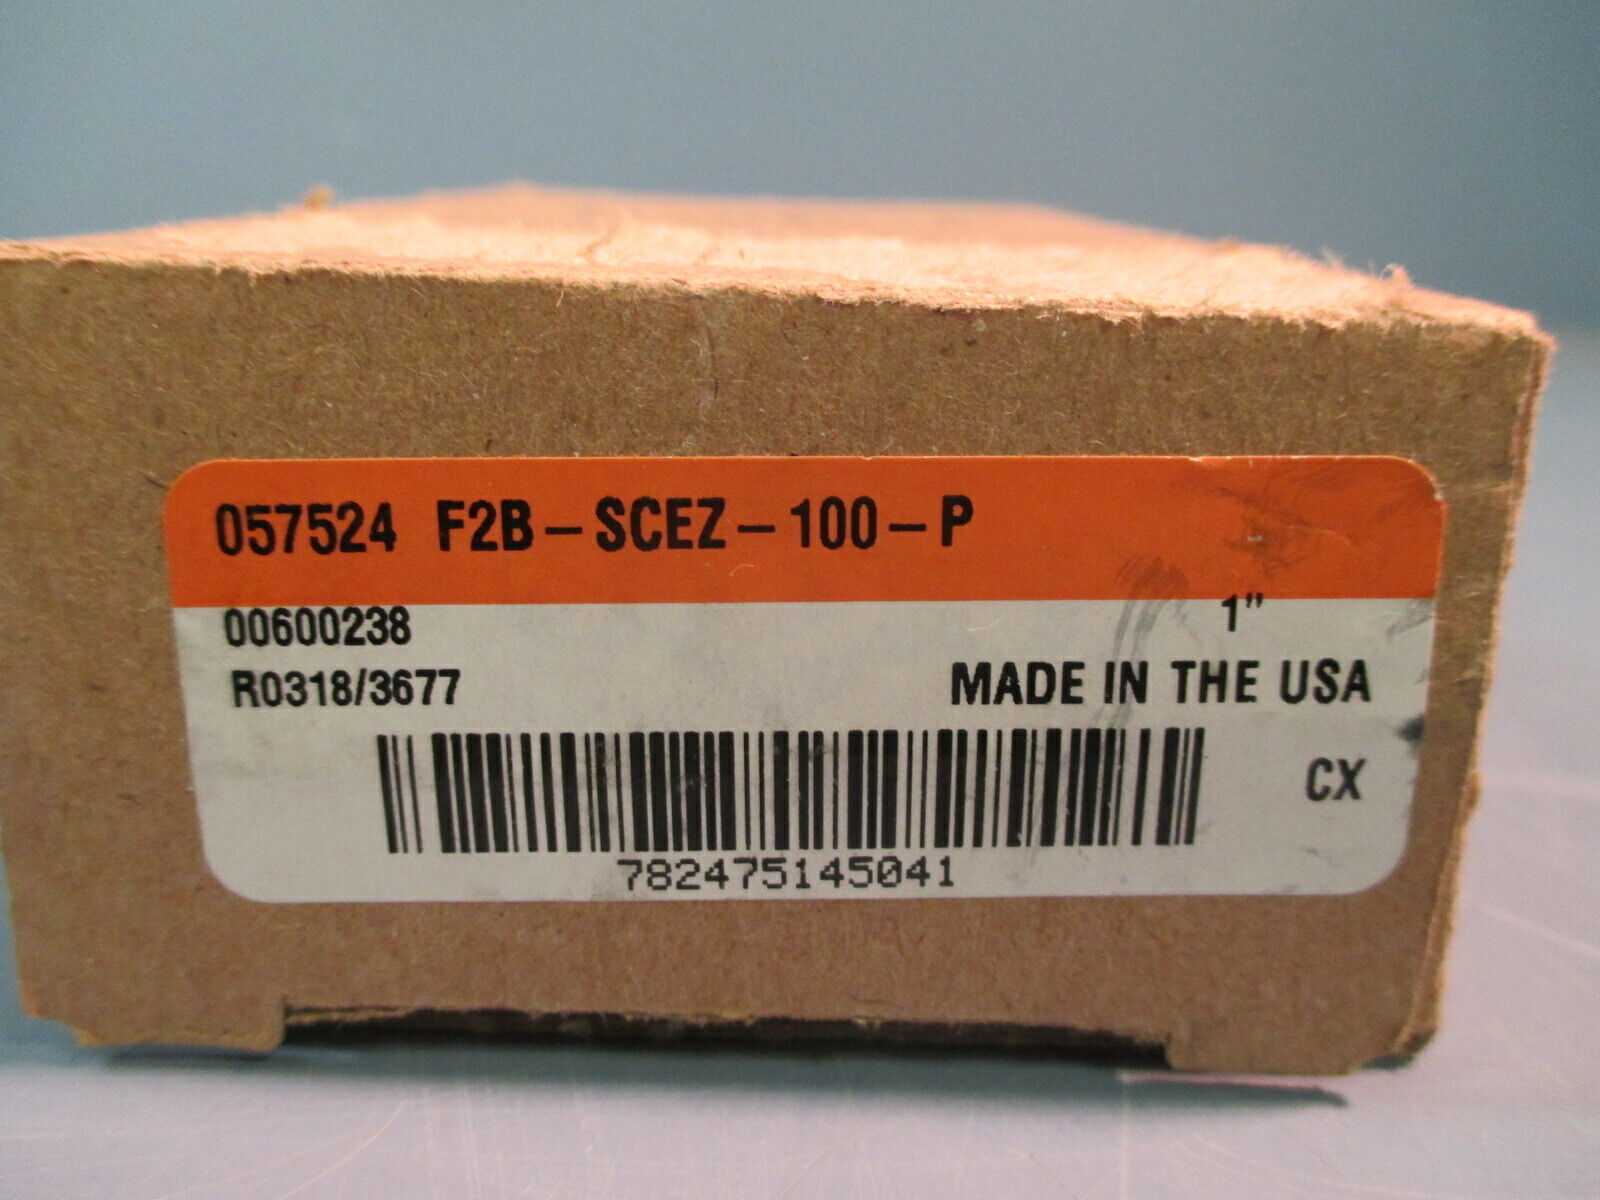 057524 F2B-SCEZ-100-P
00600238 1"
R0318/3677 MADE IN THE USA
CX
782475145041